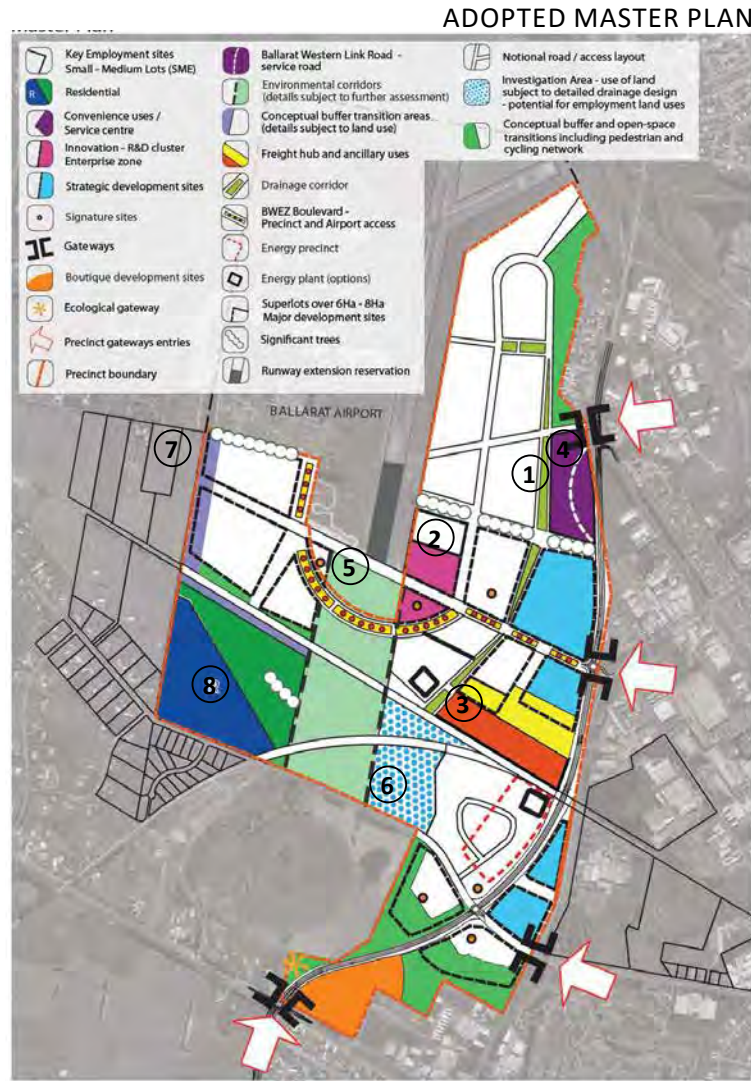 ADOPTED MASTER PLAN
Master Plan
Key Employment sites
Small - Medium Lots (SME)
R
Residential
Convenience uses /
Service centre
Innovation - R&D cluster
Enterprise zone
Strategic development sites
Signature sites
Gateways
Boutique development sites
Ecological gateway
Precinct gateways entries
Precinct boundary
Ballarat Western Link Road -
service road
Environmental corridors
(details subject to further assessment)
Conceptual buffer transition areas
(details subject to land use)
Freight hub and ancillary uses
Drainage corridor
BWEZ Boulevard -
Precinct and Airport access
Energy precinct
Energy plant (options)
Superlots over 6Ha - 8Ha
Major development sites
Significant trees
Runway extension reservation
Notional road / access layout
Investigation Area - use of land
subject to detailed drainage design
- potential for employment land uses
Conceptual buffer and open-space
transitions including pedestrian and
cycling network
BALLARAT AIRPORT
7
4
1
2
5
3
8
6